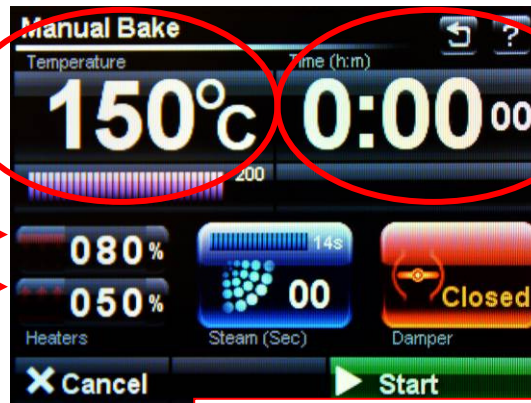 Manual Bake
?
Temperature
Time (h:m)
150°C
0:00 00
200
080%
050%
14s
00
Closed
Heaters
Steam (Sec)
Damper
Cancel
Start